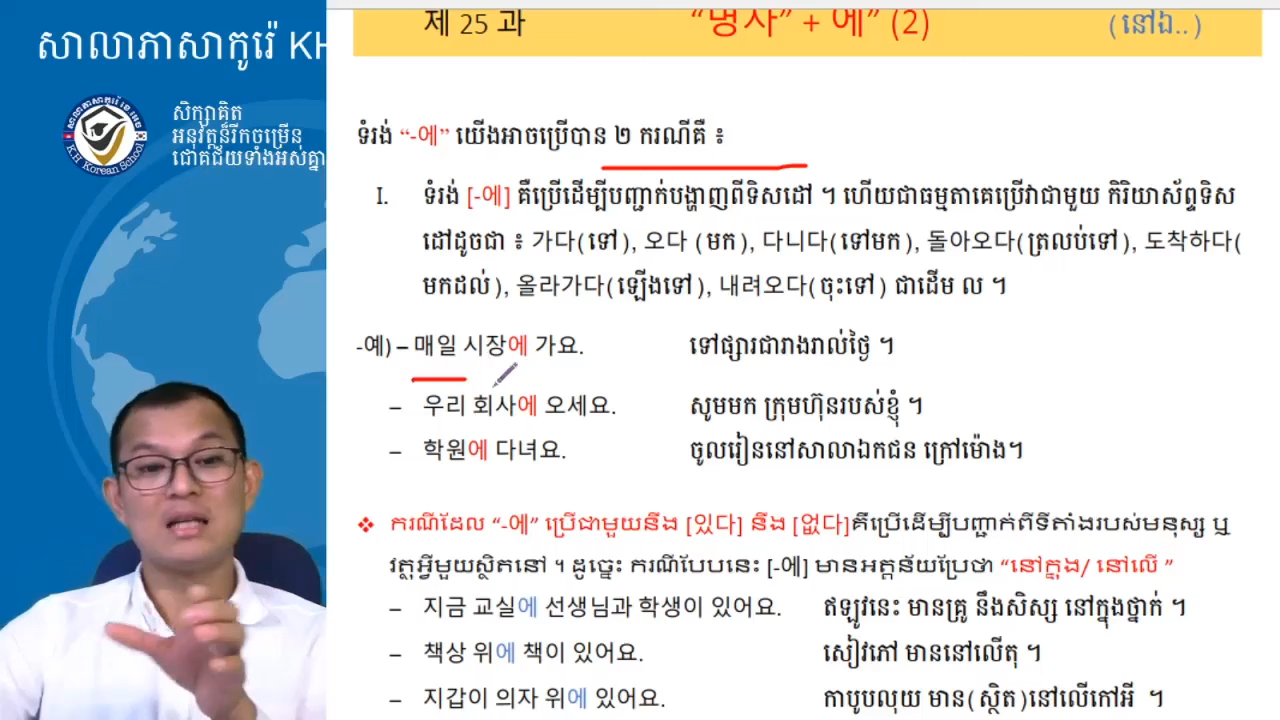 សាលាភាសាកូរ៉េ KH
សិក្សាគិត
អនុវត្តន៍រីកចម្រើន
ជោគជ័យទាំងអស់គ្នា
K.H Korean School
제 25 과 “명사” + 에” (2) (នៅឯ..)
ទំរង់ “-에” យើងអាចប្រើបាន ២ ករណីគឺ ៖
I. ទំរង់ [-에] គឺប្រើដើម្បីបញ្ជាក់បង្ហាញពីទិសដៅ ។ ហើយជាធម្មតាគេប្រើវាជាមួយ កិរិយាស័ព្ទទិស
ដៅដូចជា ៖ 가다(ទៅ), 오다 (មក), 다니다(ទៅមក), 돌아오다(ត្រលប់ទៅ), 도착하다(
មកដល់), 올라가다(ឡើងទៅ), 내려오다(ចុះទៅ) ជាដើម ល ។
-예) – 매일 시장에 가요. ទៅផ្សារជារាងរាល់ថ្ងៃ ។
– 우리 회사에 오세요. សូមមក ក្រុមហ៊ុនរបស់ខ្ញុំ ។
– 학원에 다녀요. ចូលរៀននៅសាលាឯកជន ក្រៅម៉ោង។
❖ ករណីដែល “-에” ប្រើជាមួយនឹង [있다] នឹង [없다]គឺប្រើដើម្បីបញ្ជាក់ពីទីតាំងរបស់មនុស្ស ឬ
វត្ថុអ្វីមួយស្ថិតនៅ ។ ដូច្នេះ ករណីបែបនេះ [-에] មានអត្តន័យប្រែថា “នៅក្នុង/ នៅលើ ”
– 지금 교실에 선생님과 학생이 있어요. ឥឡូវនេះ មានគ្រូ នឹងសិស្ស នៅក្នុងថ្នាក់ ។
– 책상 위에 책이 있어요. សៀវភៅ មាននៅលើតុ ។
– 지갑이 의자 위에 있어요. កាបូបលុយ មាន(ស្ថិត)នៅលើកៅអី ។